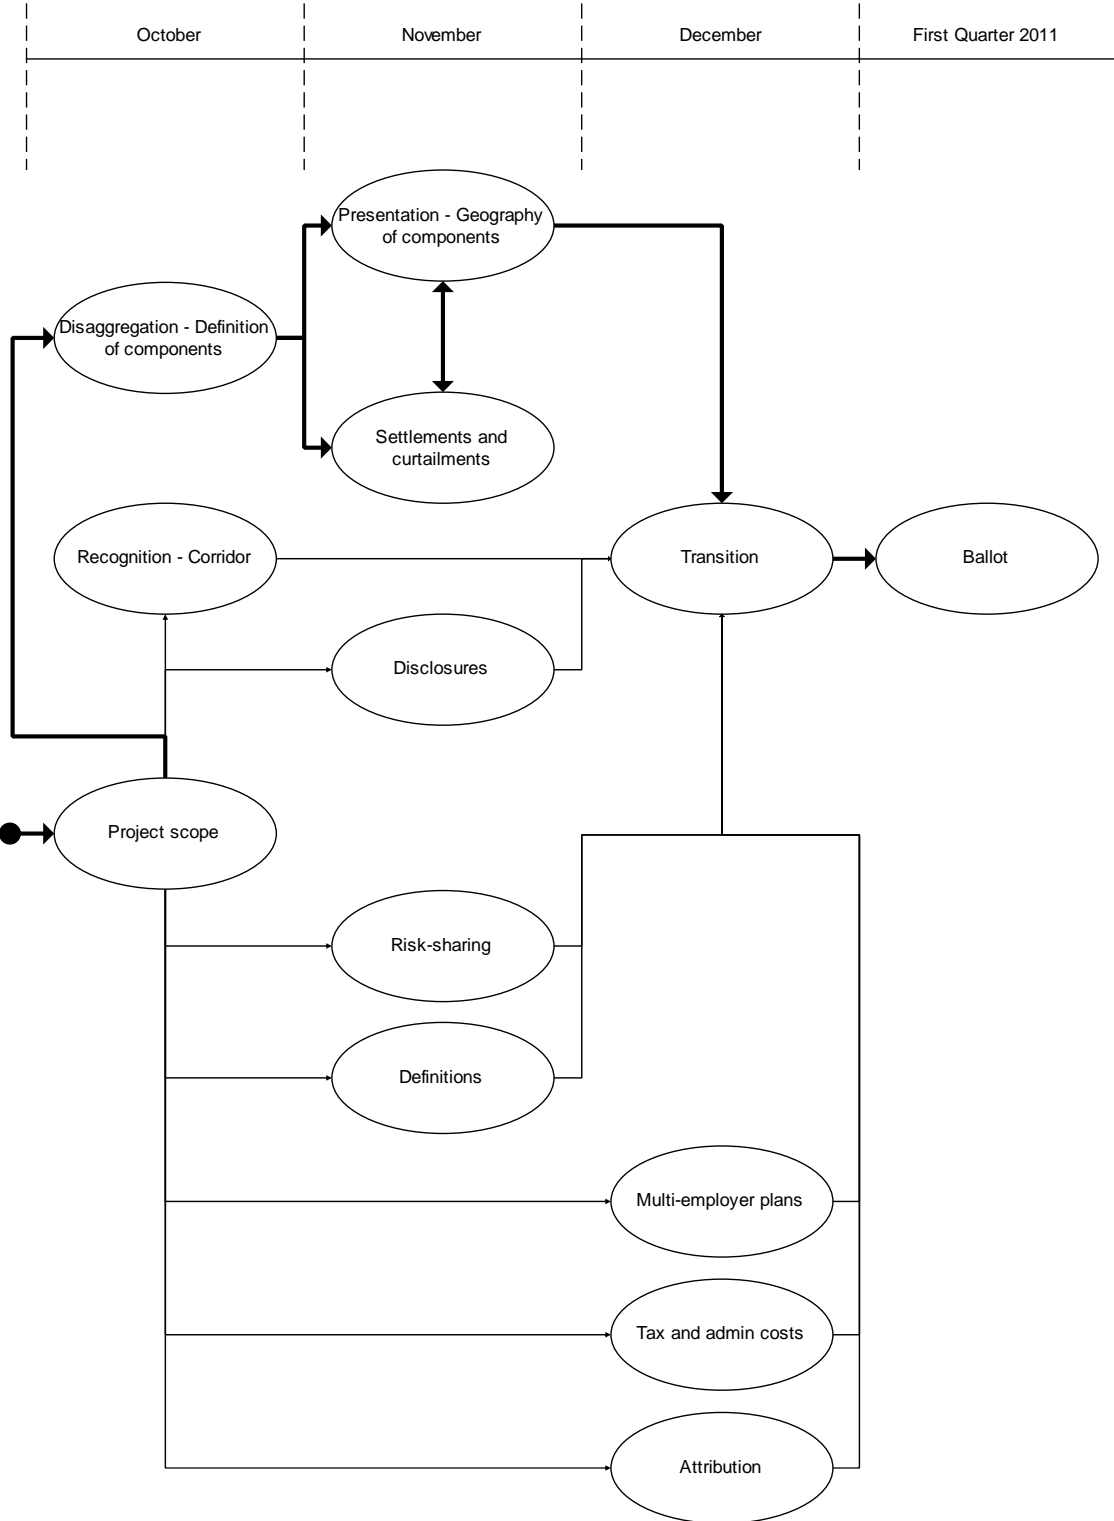 October
November
December
First Quarter 2011
Presentation - Geography
of components
Disaggregation - Definition
of components
Settlements and
curtailments
Recognition - Corridor
Transition
Ballot
Disclosures
Project scope
Risk-sharing
Definitions
Multi-employer plans
Tax and admin costs
Attribution